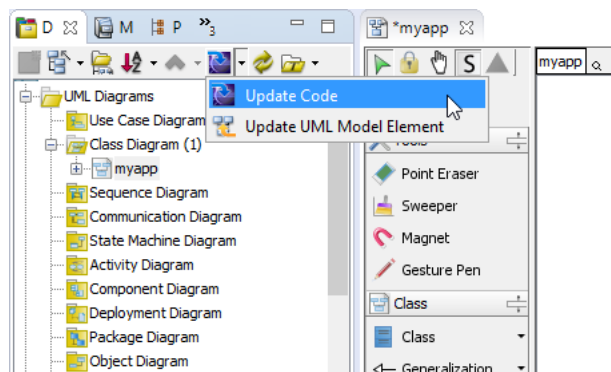 D M P »3
*myapp
S
myapp
Update Code
Update UML Model Element
UML Diagrams
Use Case Diagram
Class Diagram (1)
myapp
Sequence Diagram
Communication Diagram
State Machine Diagram
Activity Diagram
Component Diagram
Deployment Diagram
Package Diagram
Object Diagram
Tools
Point Eraser
Sweeper
Magnet
Gesture Pen
Class
Class
Generalization